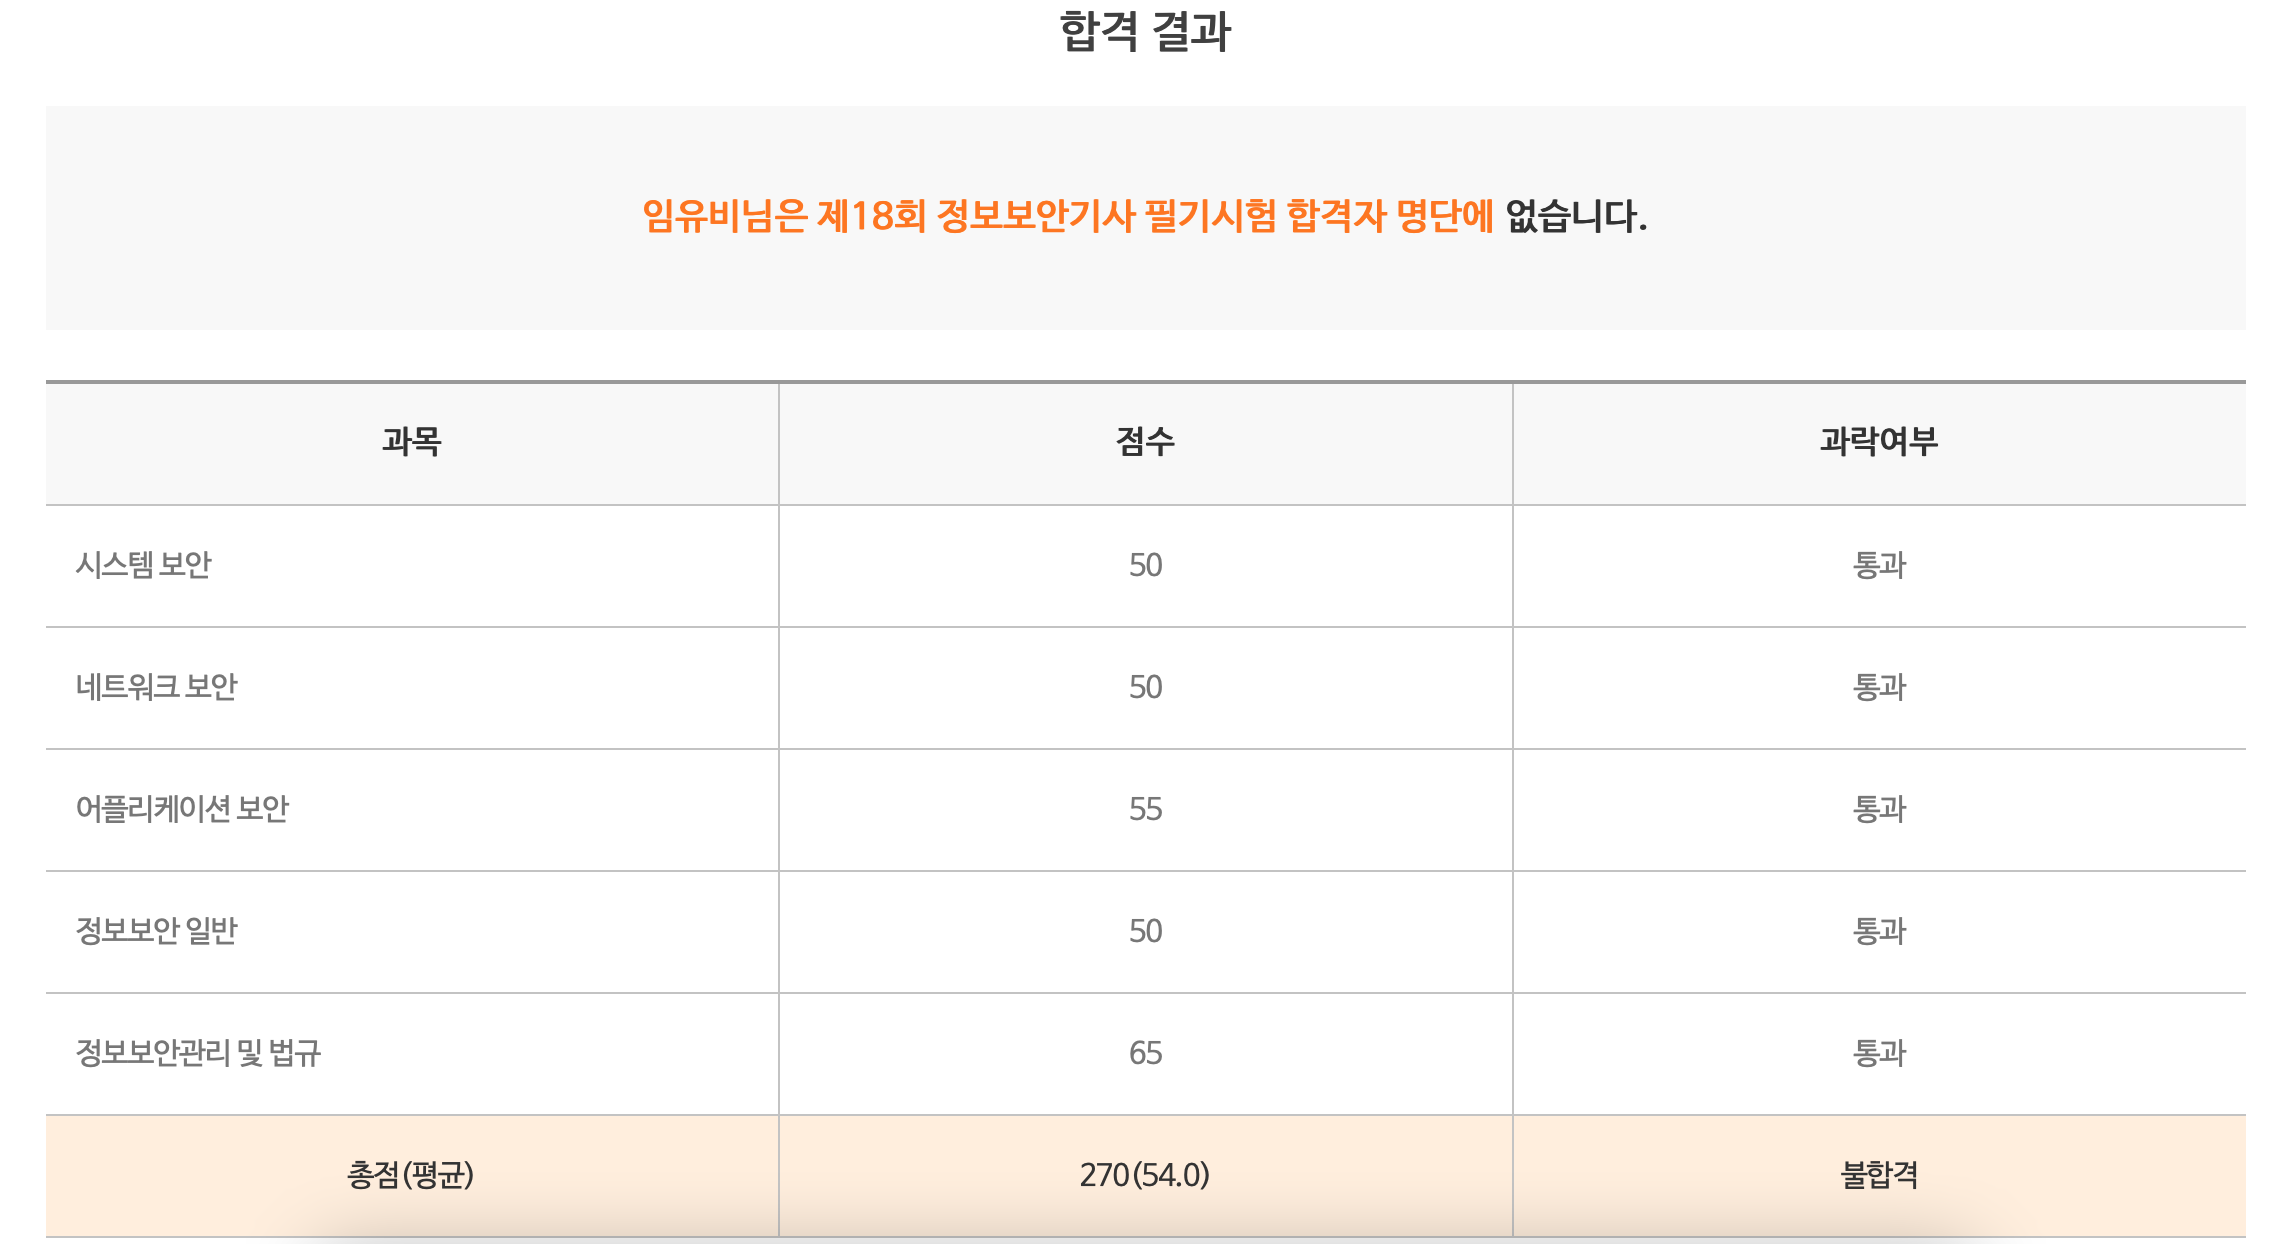 합격 결과
임유비님은 제18회 정보보안기사 필기시험 합격자 명단에 없습니다.
과목 점수 과락여부
시스템 보안 50 통과
네트워크 보안 50 통과
어플리케이션 보안 55 통과
정보보안 일반 50 통과
정보보안관리 및 법규 65 통과
총점(평균) 270(54.0) 불합격